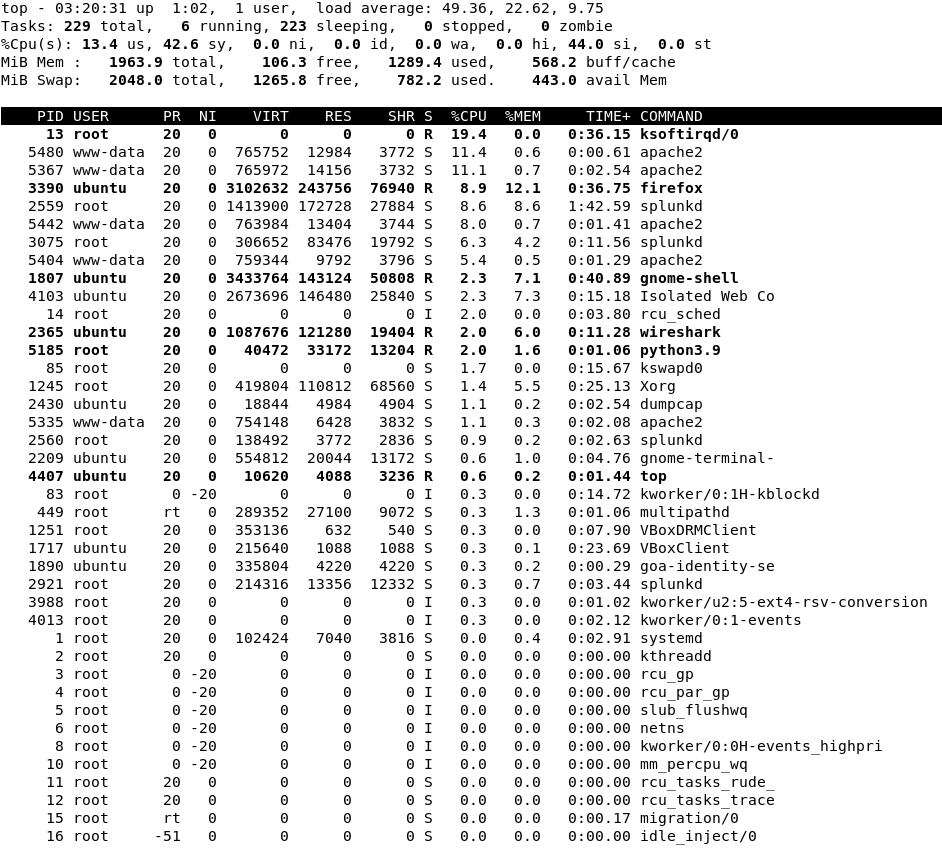 top - 03:20:31 up  1:02,  1 user,  load average: 49.36, 22.62, 9.75
Tasks: 229 total,   6 running, 223 sleeping,   0 stopped,   0 zombie
%Cpu(s): 13.4 us, 42.6 sy,  0.0 ni,  0.0 id,  0.0 wa,  0.0 hi, 44.0 si,  0.0 st
MiB Mem :   1963.9 total,    106.3 free,   1289.4 used,    568.2 buff/cache
MiB Swap:   2048.0 total,   1265.8 free,    782.2 used.    443.0 avail Mem
PID USER      PR  NI    VIRT    RES    SHR S  %CPU  %MEM     TIME+ COMMAND
13 root      20   0       0      0      0 R  19.4   0.0   0:36.15 ksoftirqd/0
5480 www-data  20   0  765752  12984   3772 S  11.4   0.6   0:00.61 apache2
5367 www-data  20   0  765972  14156   3732 S  11.1   0.7   0:02.54 apache2
3390 ubuntu    20   0 3102632 243756  76940 R   8.9  12.1   0:36.75 firefox
2559 root      20   0 1413900 172728  27884 S   8.6   8.6   1:42.59 splunkd
5442 www-data  20   0  763984  13404   3744 S   8.0   0.7   0:01.41 apache2
3075 root      20   0  306652  83476  19792 S   6.3   4.2   0:11.56 splunkd
5404 www-data  20   0  759344   9792   3796 S   5.4   0.5   0:01.29 apache2
1807 ubuntu    20   0 3433764 143124  50808 R   2.3   7.1   0:40.89 gnome-shell
4103 ubuntu    20   0 2673696 146480  25840 S   2.3   7.3   0:15.18 Isolated Web Co
14 root      20   0       0      0      0 I   2.0   0.0   0:03.80 rcu_sched
2365 ubuntu    20   0 1087676 121280  19404 R   2.0   6.0   0:11.28 wireshark
5185 root      20   0   40472  33172  13204 R   2.0   1.6   0:01.06 python3.9
85 root      20   0       0      0      0 S   1.7   0.0   0:15.67 kswapd0
1245 root      20   0  419804 110812  68560 S   1.4   5.5   0:25.13 Xorg
2430 ubuntu    20   0   18844   4984   4904 S   1.1   0.2   0:02.54 dumpcap
5335 www-data  20   0  754148   6428   3832 S   1.1   0.3   0:02.08 apache2
2560 root      20   0  138492   3772   2836 S   0.9   0.2   0:02.63 splunkd
2209 ubuntu    20   0  554812  20044  13172 S   0.6   1.0   0:04.76 gnome-terminal-
4407 ubuntu    20   0   10620   4088   3236 R   0.6   0.2   0:01.44 top
83 root       0 -20       0      0      0 I   0.3   0.0   0:14.72 kworker/0:1H-kblockd
449 root      rt   0  289352  27100   9072 S   0.3   1.3   0:01.06 multipathd
1251 root      20   0  353136    632    540 S   0.3   0.0   0:07.90 VBoxDRMClient
1717 ubuntu    20   0  215640   1088   1088 S   0.3   0.1   0:23.69 VBoxClient
1890 ubuntu    20   0  335804   4220   4220 S   0.3   0.2   0:00.29 goa-identity-se
2921 root      20   0  214316  13356  12332 S   0.3   0.7   0:03.44 splunkd
3988 root      20   0       0      0      0 I   0.3   0.0   0:01.02 kworker/u2:5-ext4-rsv-conversion
4013 root      20   0       0      0      0 I   0.3   0.0   0:02.12 kworker/0:1-events
1 root      20   0  102424   7040   3816 S   0.0   0.4   0:02.91 systemd
2 root      20   0       0      0      0 S   0.0   0.0   0:00.00 kthreadd
3 root       0 -20       0      0      0 I   0.0   0.0   0:00.00 rcu_gp
4 root       0 -20       0      0      0 I   0.0   0.0   0:00.00 rcu_par_gp
5 root       0 -20       0      0      0 I   0.0   0.0   0:00.00 slub_flushwq
6 root       0 -20       0      0      0 I   0.0   0.0   0:00.00 netns
8 root       0 -20       0      0      0 I   0.0   0.0   0:00.00 kworker/0:0H-events_highpri
10 root       0 -20       0      0      0 I   0.0   0.0   0:00.00 mm_percpu_wq
11 root      20   0       0      0      0 S   0.0   0.0   0:00.00 rcu_tasks_rude_
12 root      20   0       0      0      0 S   0.0   0.0   0:00.00 rcu_tasks_trace
15 root      rt   0       0      0      0 S   0.0   0.0   0:00.17 migration/0
16 root     -51   0       0      0      0 S   0.0   0.0   0:00.00 idle_inject/0